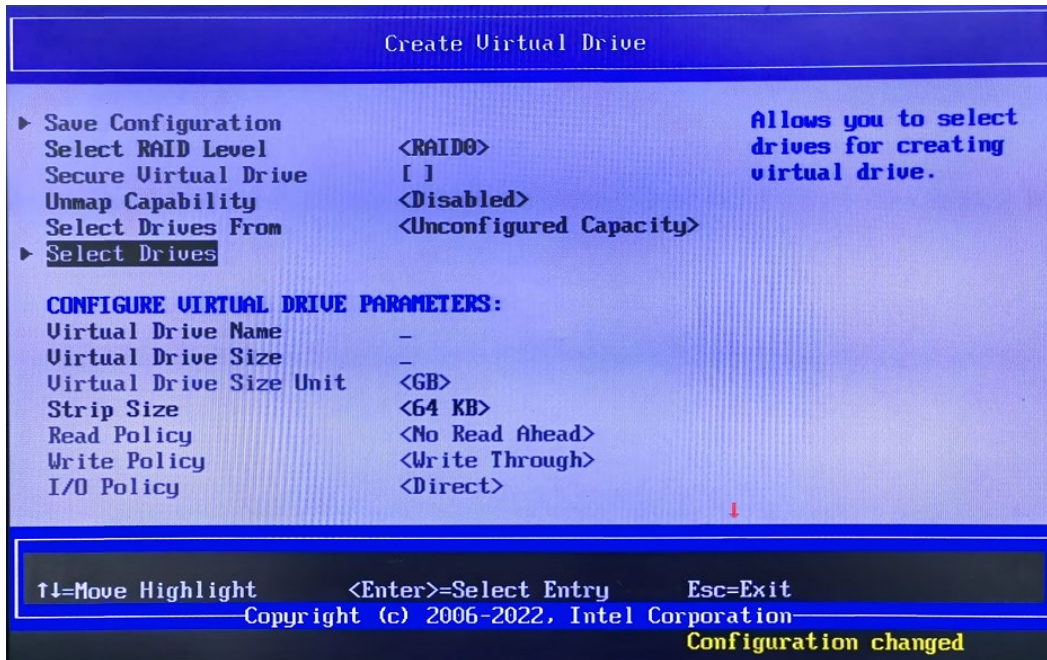 Create Virtual Drive
▶ Save Configuration
Select RAID Level <RAID0>
Secure Virtual Drive [ ]
Unmap Capability <Disabled>
Select Drives From <Unconfigured Capacity>
▶ Select Drives
CONFIGURE VIRTUAL DRIVE PARAMETERS:
Virtual Drive Name _
Virtual Drive Size _
Virtual Drive Size Unit <GB>
Strip Size <64 KB>
Read Policy <No Read Ahead>
Write Policy <Write Through>
I/O Policy <Direct>
Allows you to select
drives for creating
virtual drive.
↓
↑↓=Move Highlight <Enter>=Select Entry Esc=Exit
Copyright (c) 2006-2022, Intel Corporation
Configuration changed